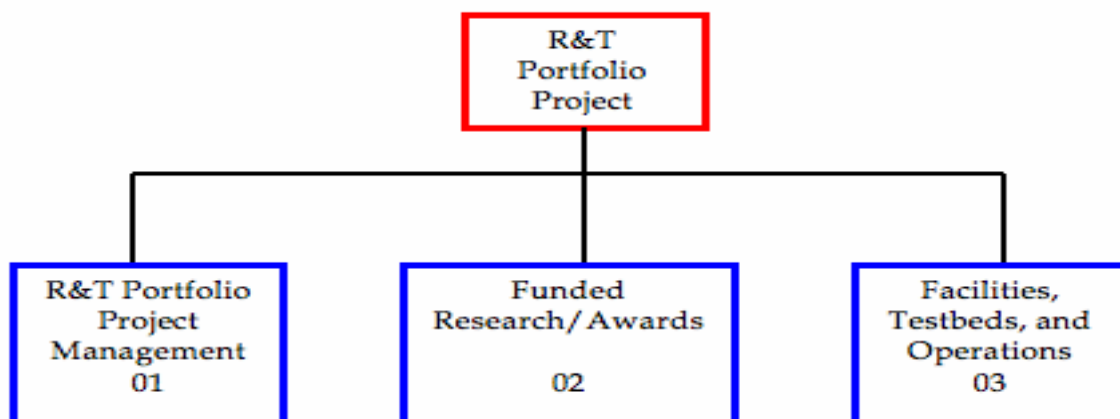 R&T
Portfolio
Project
R&T Portfolio
Project
Management
01
Funded
Research/Awards
02
Facilities,
Testbeds, and
Operations
03